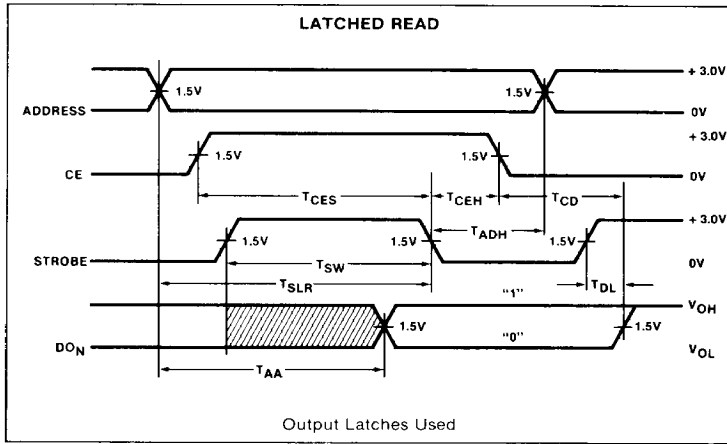 LATCHED READ
+ 3.0V
1.5V 1.5V
ADDRESS 0V
+ 3.0V
1.5V 1.5V
CE 0V
TCES TCEH TCD
+ 3.0V
TADH
1.5V 1.5V 1.5V
STROBE TSW 0V
TSLR TDL
"1" VOH
1.5V "0" 1.5V
DON VOL
TAA
Output Latches Used